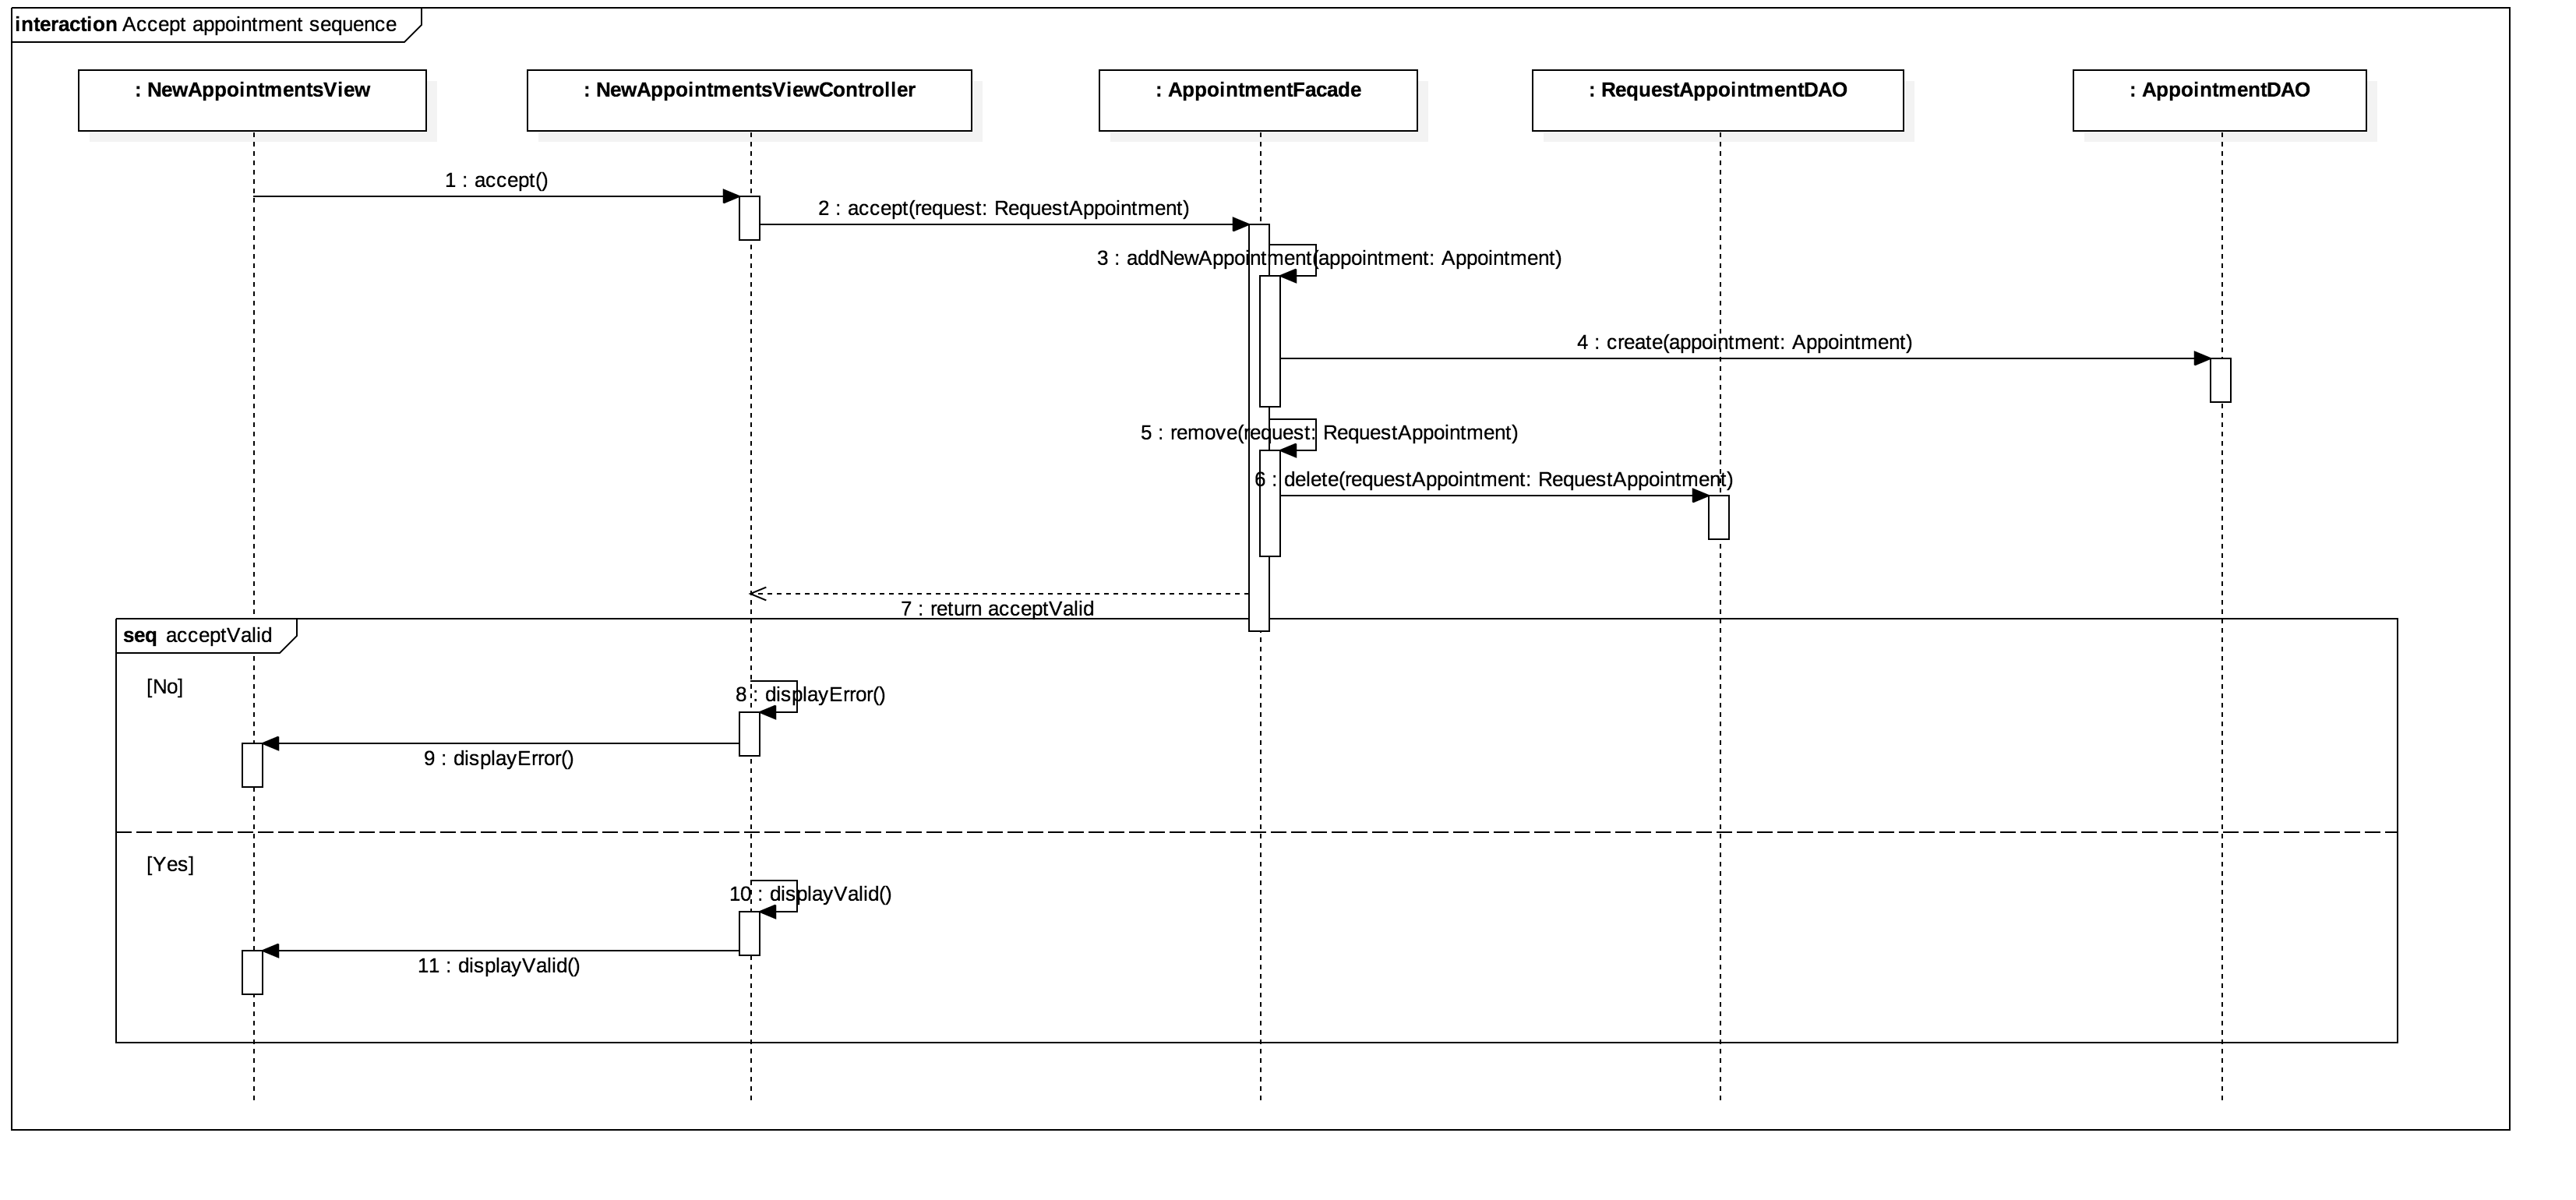 interaction Accept appointment sequence
: NewAppointmentsView
: NewAppointmentsViewController
: AppointmentFacade
: RequestAppointmentDAO
: AppointmentDAO
1 : accept()
2 : accept(request: RequestAppointment)
3 : addNewAppointment(appointment: Appointment)
4 : create(appointment: Appointment)
5 : remove(request: RequestAppointment)
6 : delete(requestAppointment: RequestAppointment)
7 : return acceptValid
seq acceptValid
[No]
8 : displayError()
9 : displayError()
[Yes]
10 : displayValid()
11 : displayValid()